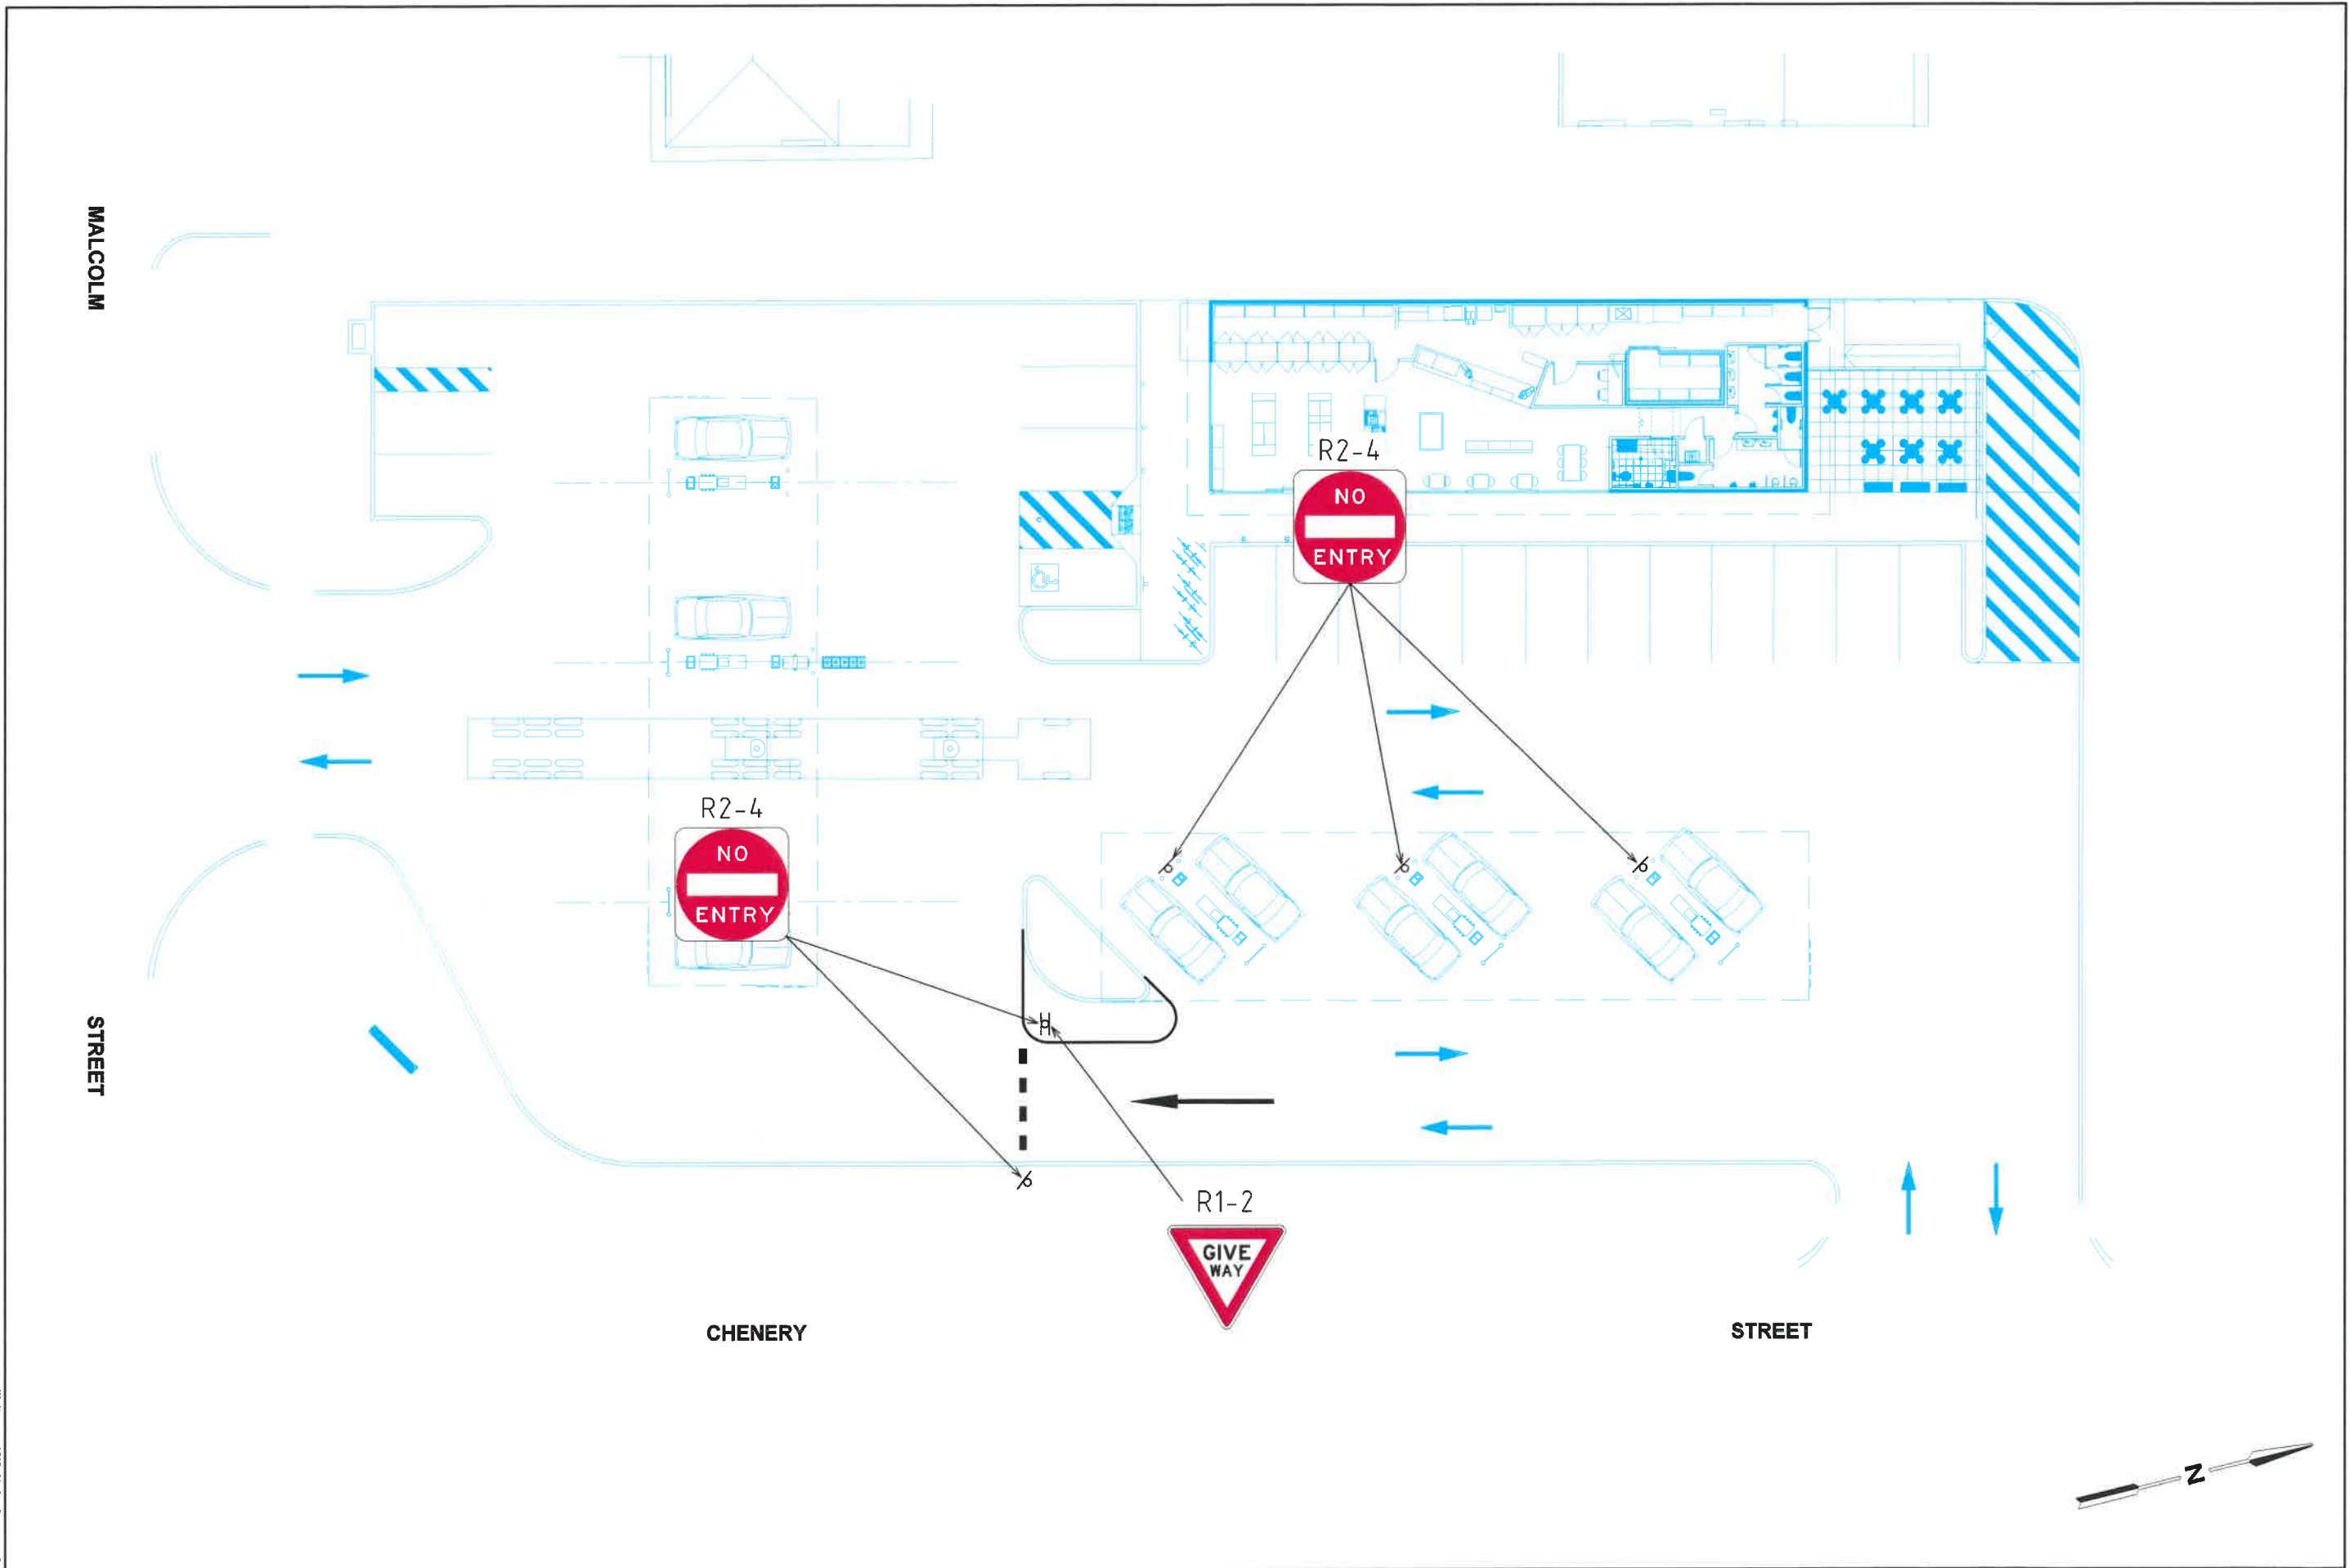 MALCOLM
STREET
R2-4
NO
ENTRY
R2-4
NO
ENTRY
R1-2
GIVE
WAY
CHENERY
STREET
N